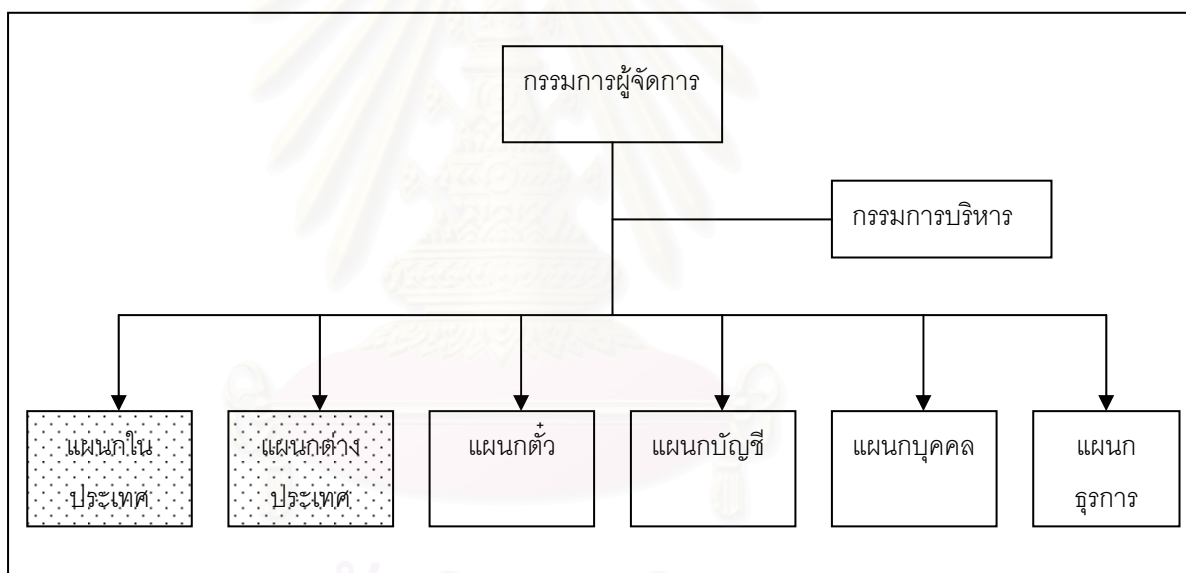 กรรมการผู้จัดการ
กรรมการบริหาร
แผนกใน
ประเทศ
แผนกต่าง
ประเทศ
แผนกตั๋ว
แผนกบัญชี
แผนกบุคคล
แผนก
ธุรการ